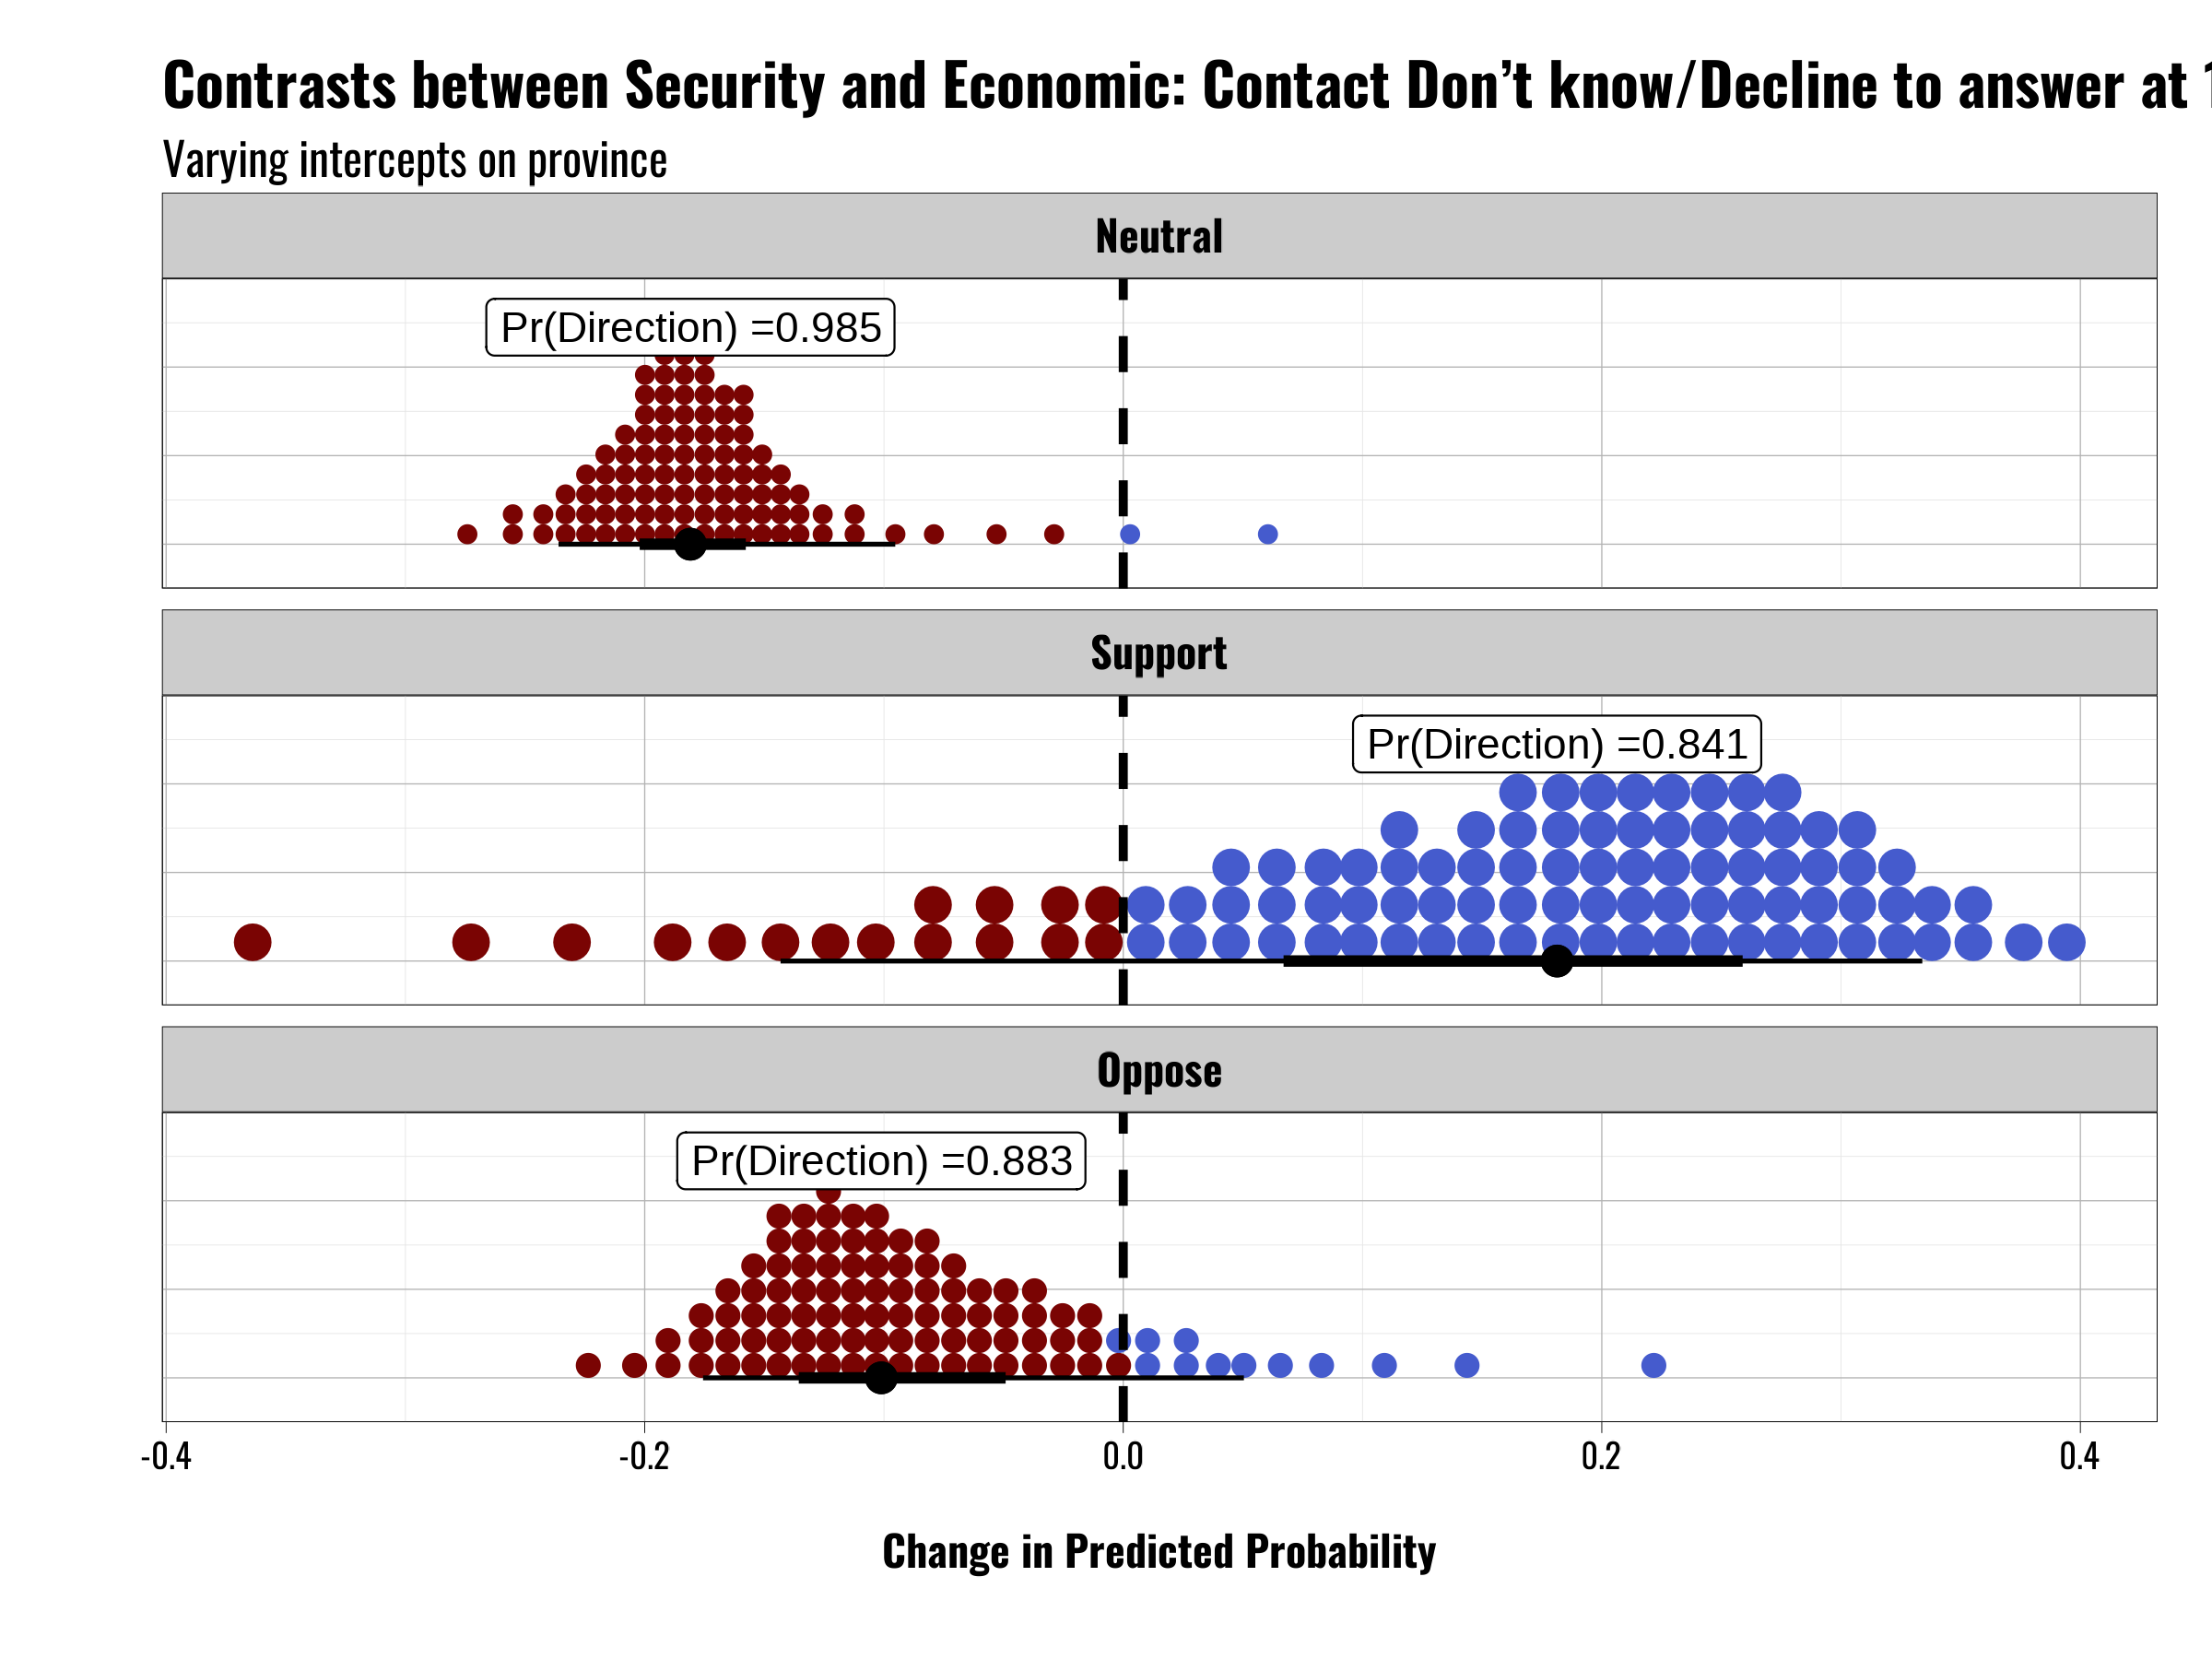 Contrasts between Security and Economic: Contact Don’t know/Decline to answer at
Varying intercepts on province
Neutral
Pr(Direction) =0.985
Support
Pr(Direction) =0.841
Oppose
Pr(Direction) =0.883
-0.4 -0.2 0.0 0.2 0.4
Change in Predicted Probability